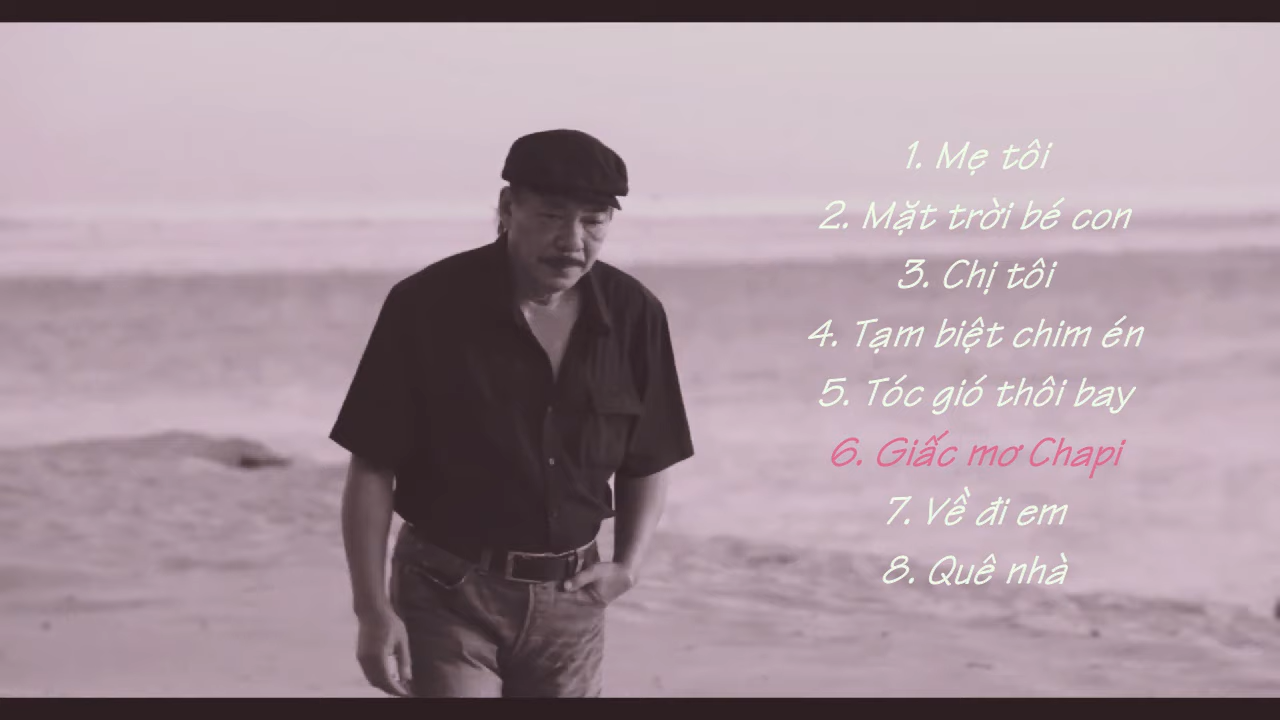 1. Mẹ tôi
2. Mặt trời bé con
3. Chị tôi
4. Tạm biệt chim én
5. Tóc gió thôi bay
6. Giấc mơ Chapi
7. Về đi em
8. Quê nhà